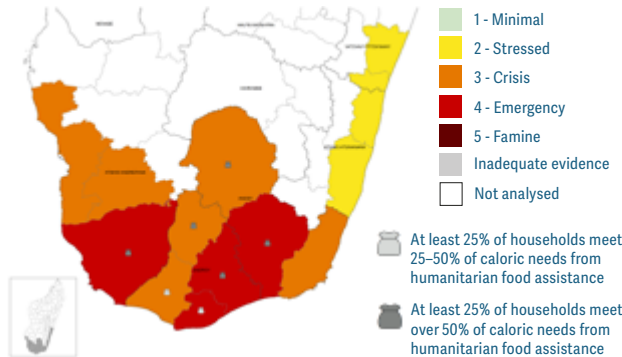 1 - Minimal
2 - Stressed
3 - Crisis
4 - Emergency
5 - Famine
Inadequate evidence
Not analysed
At least 25% of households meet
25–50% of caloric needs from
humanitarian food assistance
At least 25% of households meet
over 50% of caloric needs from
humanitarian food assistance